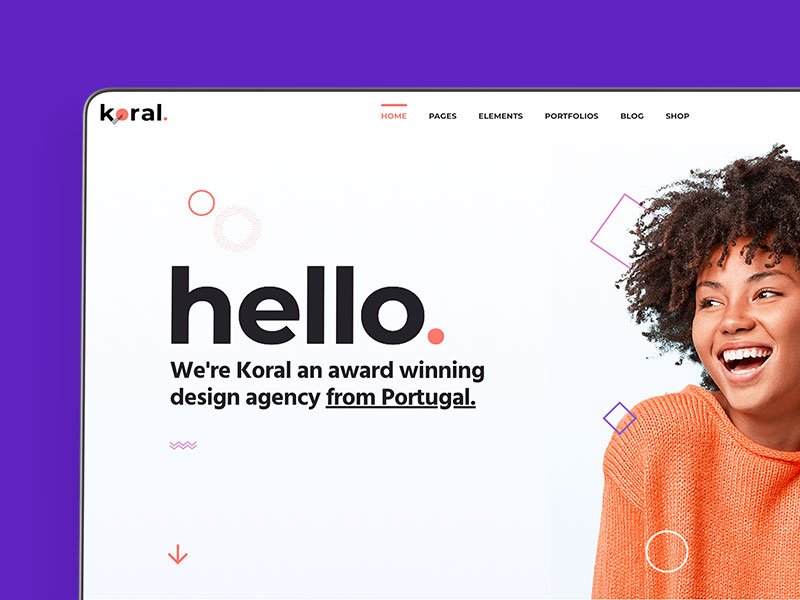 koral.
HOME PAGES ELEMENTS PORTFOLIOS BLOG SHOP
hello.
We're Koral an award winning
design agency from Portugal.